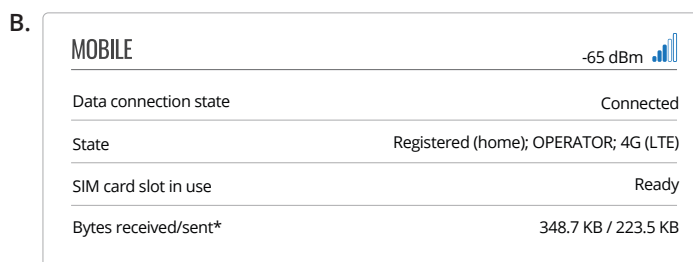 B.
MOBILE -65 dBm
Data connection state Connected
State Registered (home); OPERATOR; 4G (LTE)
SIM card slot in use Ready
Bytes received/sent* 348.7 KB / 223.5 KB